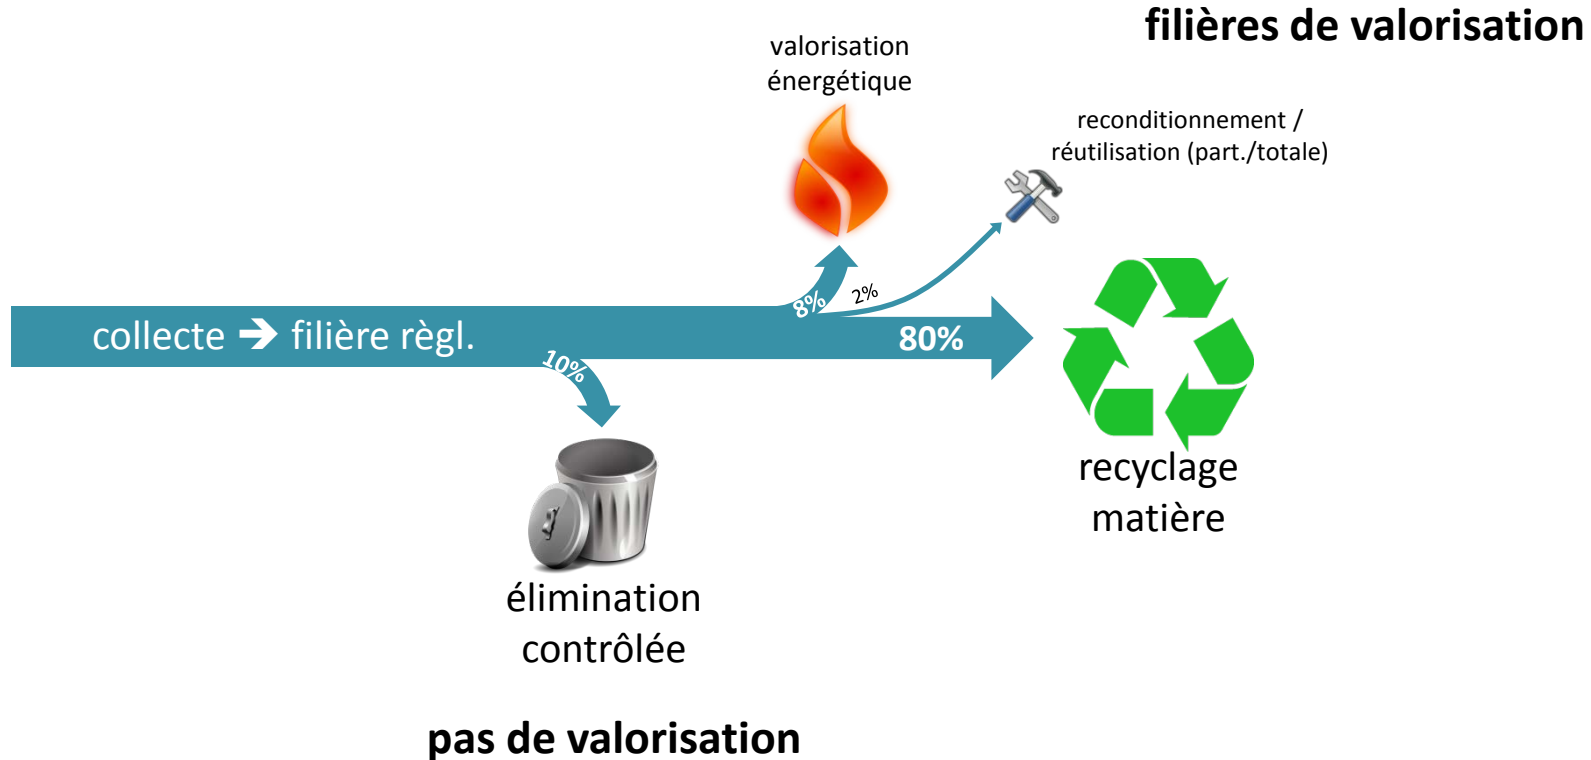 filières de valorisation
valorisation
énergétique
reconditionnement /
réutilisation (part./totale)
8%
2%
collecte ➔ filière règl.
80%
10%
recyclage
matière
élimination
contrôlée
pas de valorisation